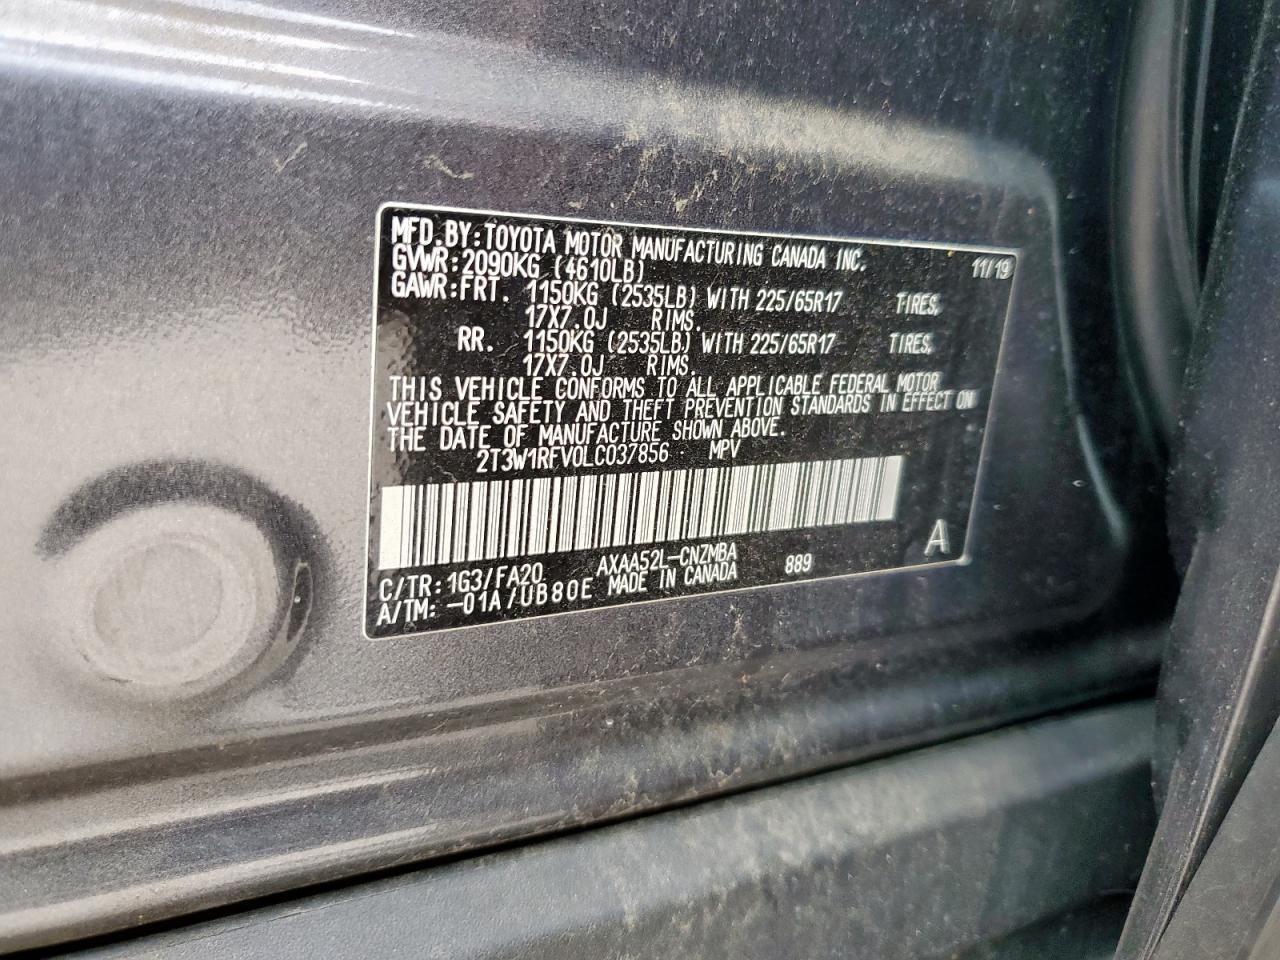 MFD.BY:TOYOTA MOTOR MANUFACTURING CANADA INC. 11/19
GVWR:2090KG (4610LB)
GAWR:FRT. 1150KG (2535LB) WITH 225/65R17 TIRES,
17X7.0J RIMS.
RR. 1150KG (2535LB) WITH 225/65R17 TIRES,
17X7.0J RIMS.
THIS VEHICLE CONFORMS TO ALL APPLICABLE FEDERAL MOTOR
VEHICLE SAFETY AND THEFT PREVENTION STANDARDS IN EFFECT ON
THE DATE OF MANUFACTURE SHOWN ABOVE.
2T3W1RFV0LC037856 MPV
A
C/TR:1G3/FA20 AXAA52L-CNZMBA 889
A/TM:-01A/UB80E MADE IN CANADA